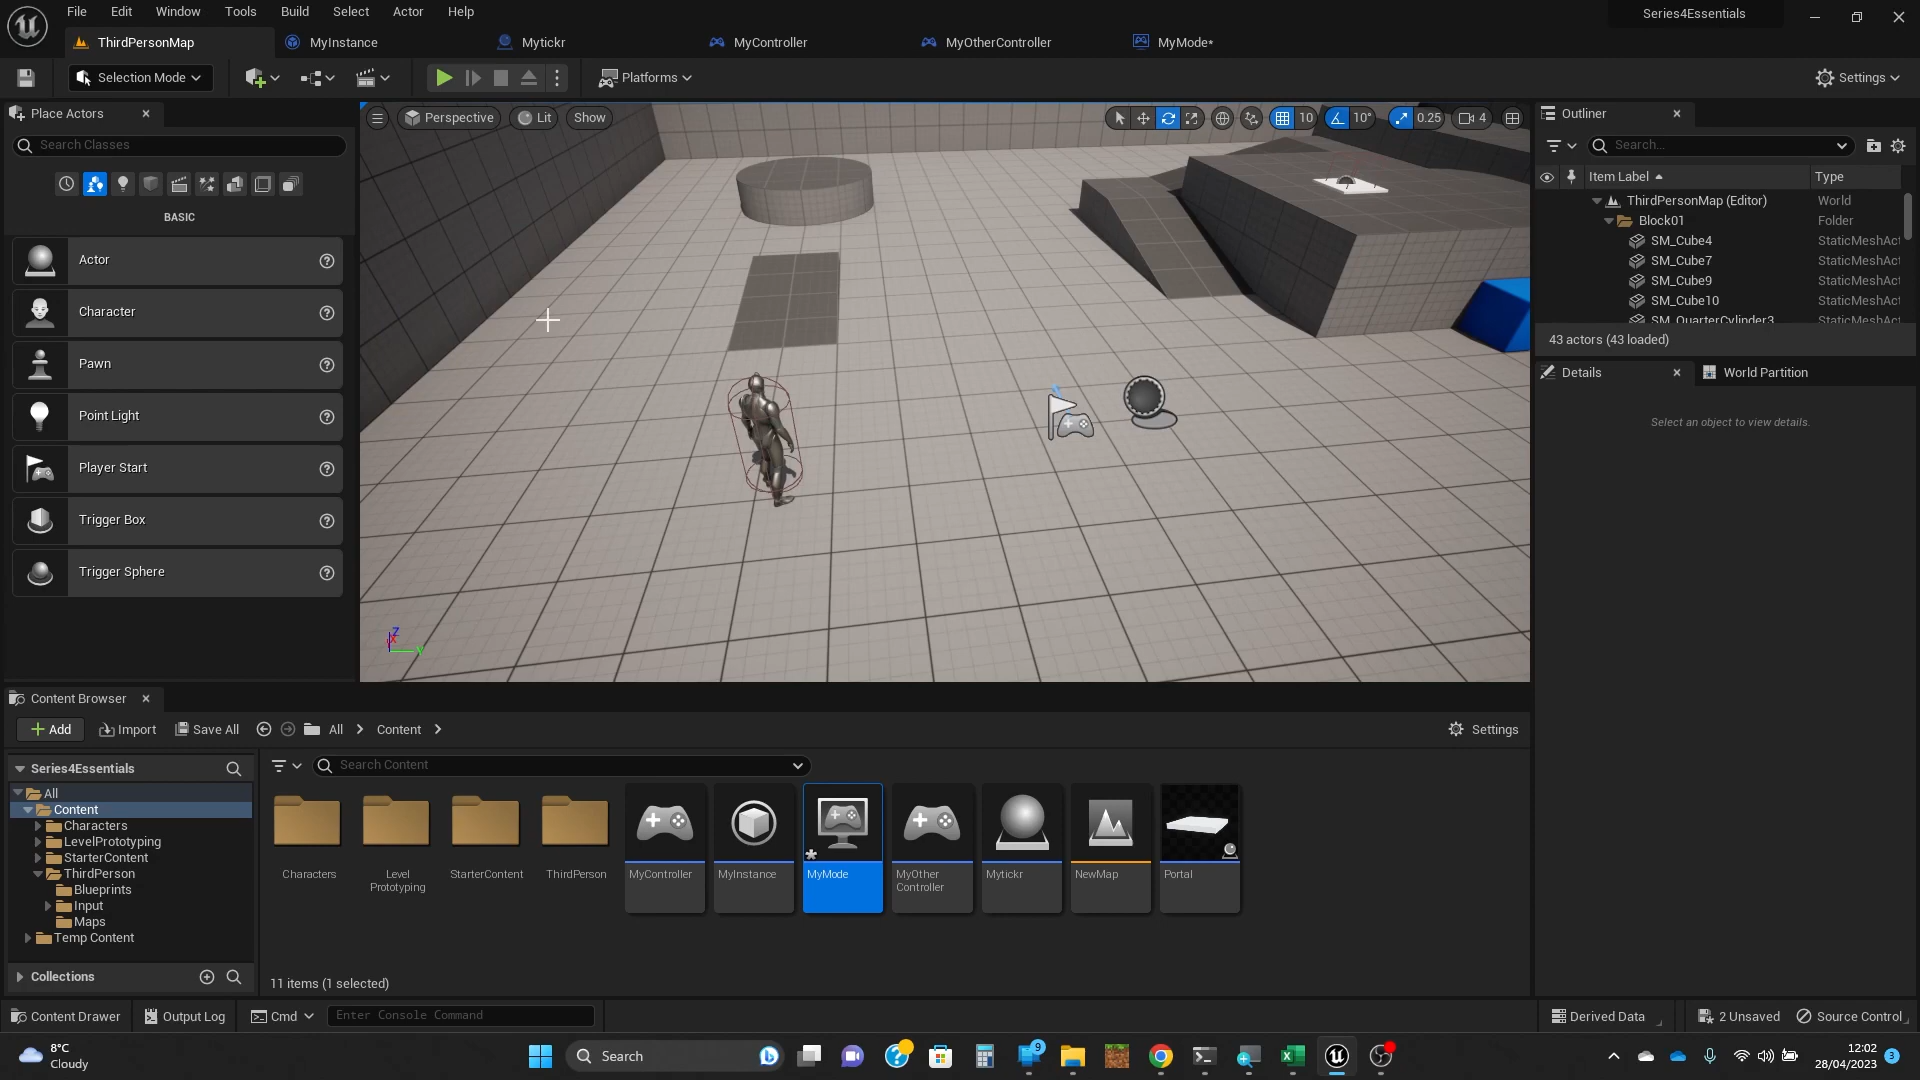 File Edit Window Tools Build Select Actor Help
Series4Essentials
ThirdPersonMap MyInstance Mytickr MyController MyOtherController MyMode*
Selection Mode Platforms Settings
Place Actors
Search Classes
BASIC
Actor
Character
Pawn
Point Light
Player Start
Trigger Box
Trigger Sphere
Perspective Lit Show 10 10° 0.25 4
Z
X
Y
Outliner
Search...
Item Label Type
ThirdPersonMap (Editor) World
Block01 Folder
SM_Cube4 StaticMeshAct
SM_Cube7 StaticMeshAct
SM_Cube9 StaticMeshAct
SM_Cube10 StaticMeshAct
SM_QuarterCylinder3 StaticMeshAct
43 actors (43 loaded)
Details World Partition
Select an object to view details.
Content Browser
Add Import Save All All Content Settings
Series4Essentials
All
Content
Characters
LevelPrototyping
StarterContent
ThirdPerson
Blueprints
Input
Maps
Temp Content
Collections
Search Content
Characters
Level
Prototyping
StarterContent
ThirdPerson
MyController
MyInstance
MyMode
MyOther
Controller
Mytickr
NewMap
Portal
11 items (1 selected)
Content Drawer Output Log Cmd Enter Console Command Derived Data 2 Unsaved Source Control
8°C
Cloudy
Search
9
12:02
28/04/2023
3